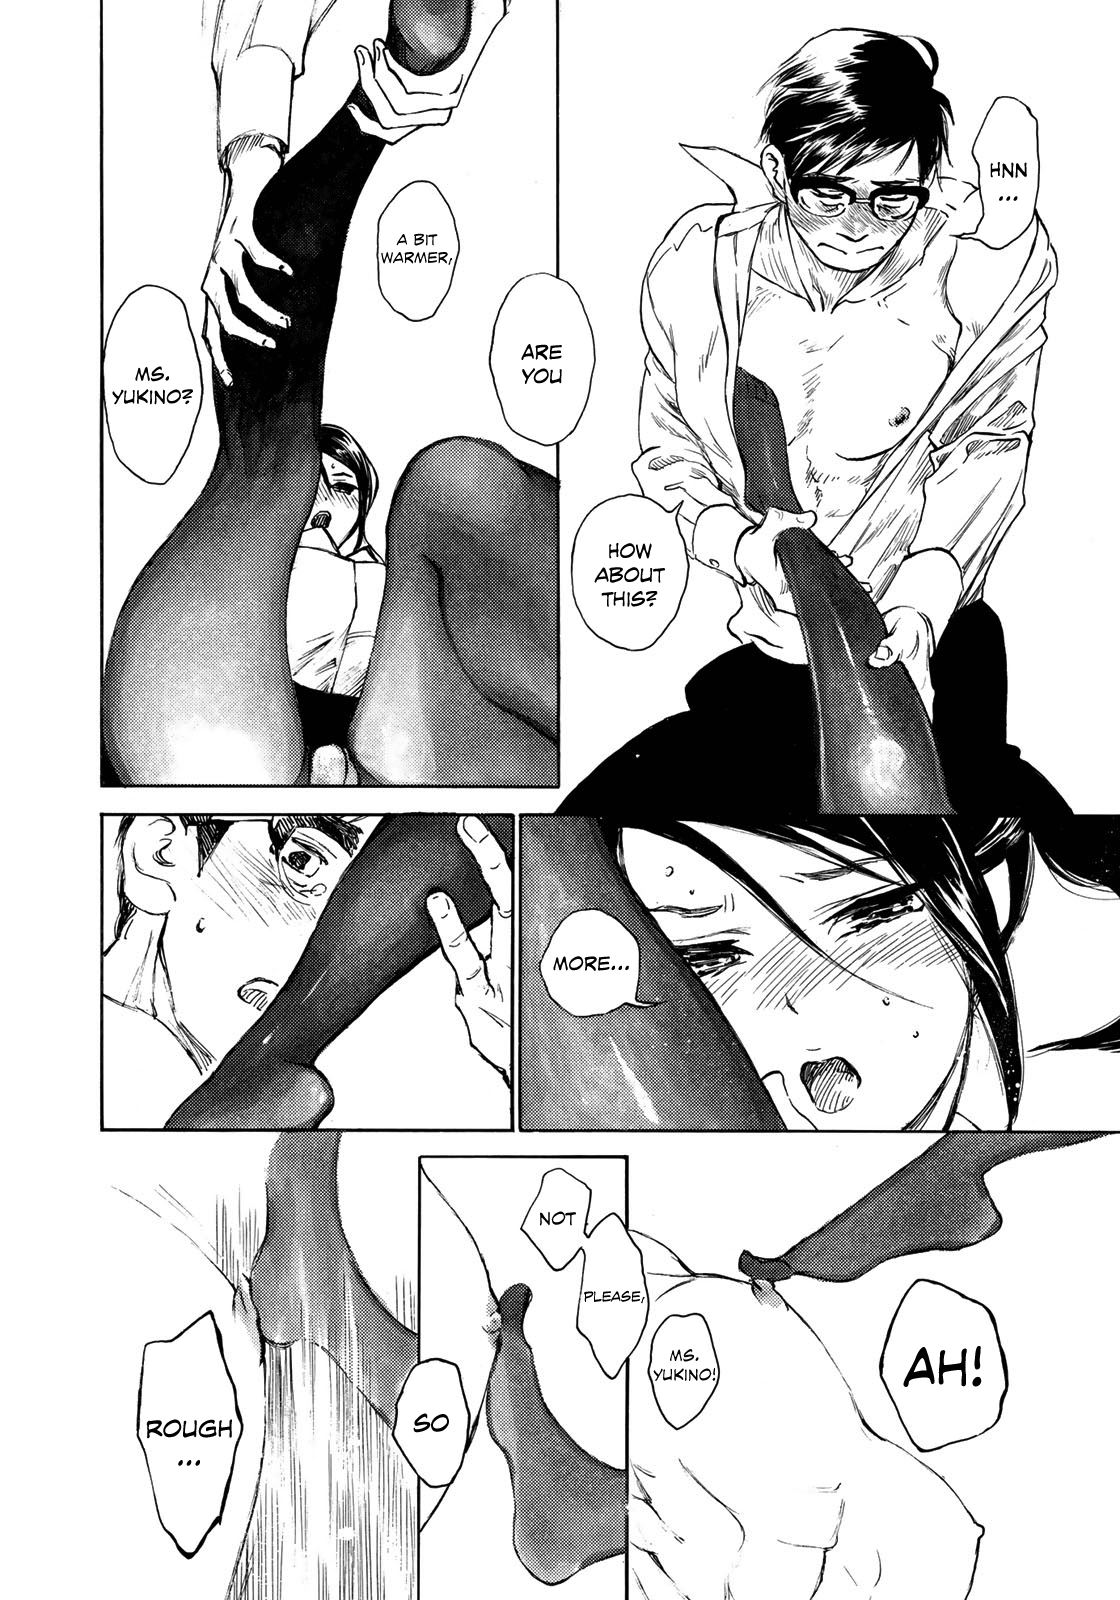 HNN
...
HOW
ABOUT
THIS?
ARE
YOU
A BIT
WARMER,
MS.
YUKINO?
MORE...
AH!
MS.
YUKINO!
PLEASE,
NOT
SO
ROUGH
...